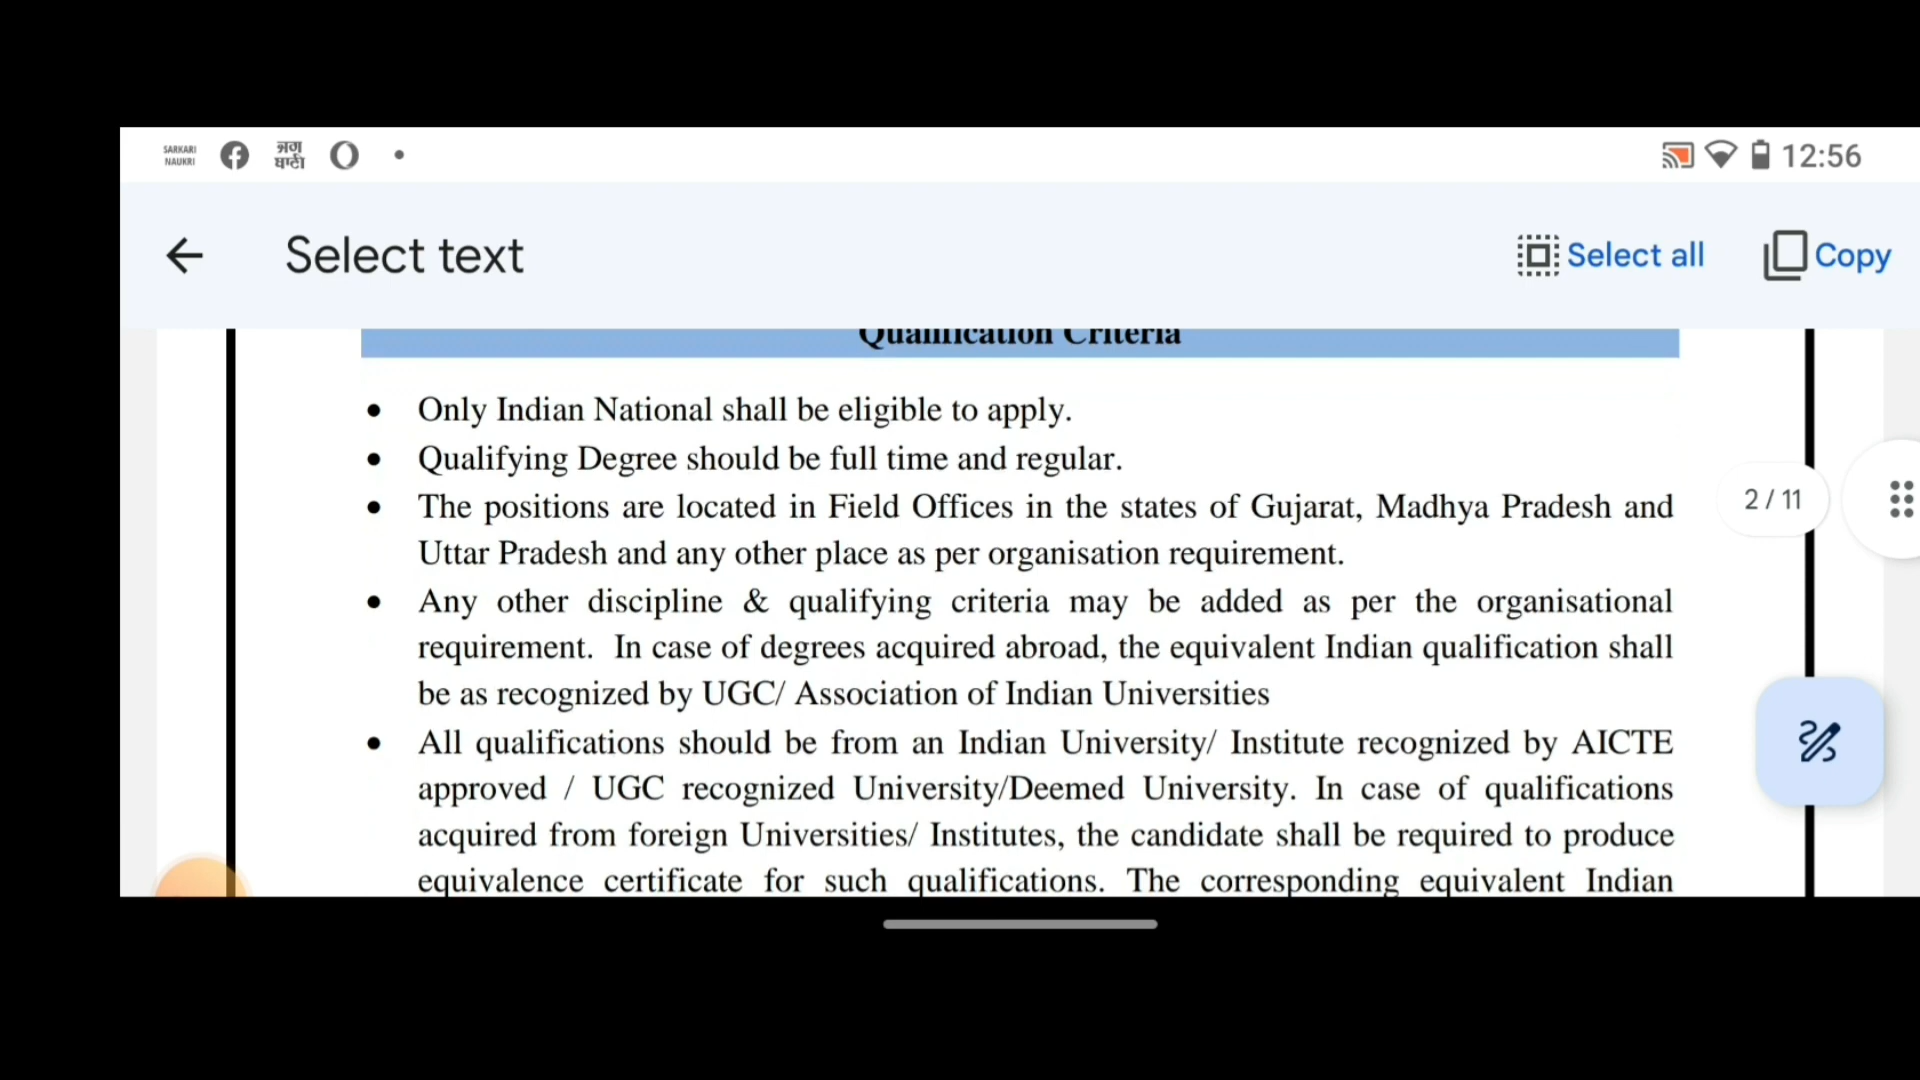 SARKARI
NAUKRI
ਜਗ
ਬਾਣੀ
12:56
Select text
Select all
Copy
Qualification Criteria
• Only Indian National shall be eligible to apply.
• Qualifying Degree should be full time and regular.
• The positions are located in Field Offices in the states of Gujarat, Madhya Pradesh and
Uttar Pradesh and any other place as per organisation requirement.
2 / 11
• Any other discipline & qualifying criteria may be added as per the organisational
requirement. In case of degrees acquired abroad, the equivalent Indian qualification shall
be as recognized by UGC/ Association of Indian Universities
• All qualifications should be from an Indian University/ Institute recognized by AICTE
approved / UGC recognized University/Deemed University. In case of qualifications
acquired from foreign Universities/ Institutes, the candidate shall be required to produce
equivalence certificate for such qualifications. The corresponding equivalent Indian